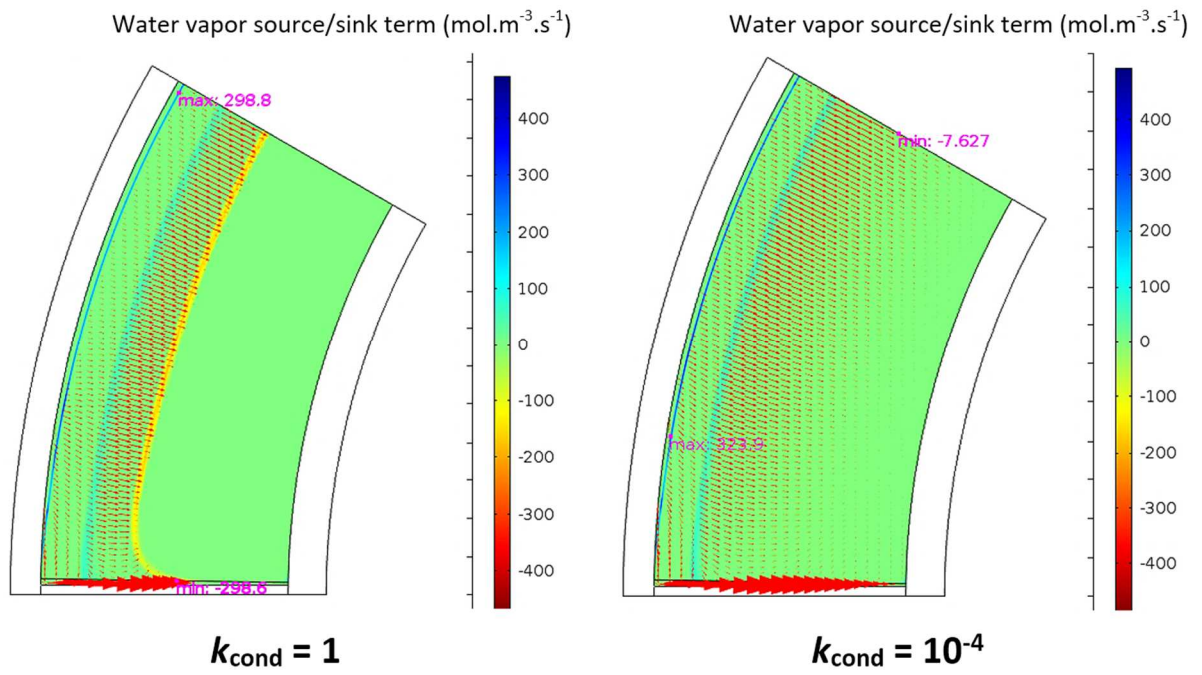 Water vapor source/sink term (mol.m-3.s-1)
max: 298.8
400
300
200
100
0
-100
-200
-300
-400
min: -298.6
kcond = 1
Water vapor source/sink term (mol.m-3.s-1)
min: -7.627
max: 323.9
400
300
200
100
0
-100
-200
-300
-400
kcond = 10-4